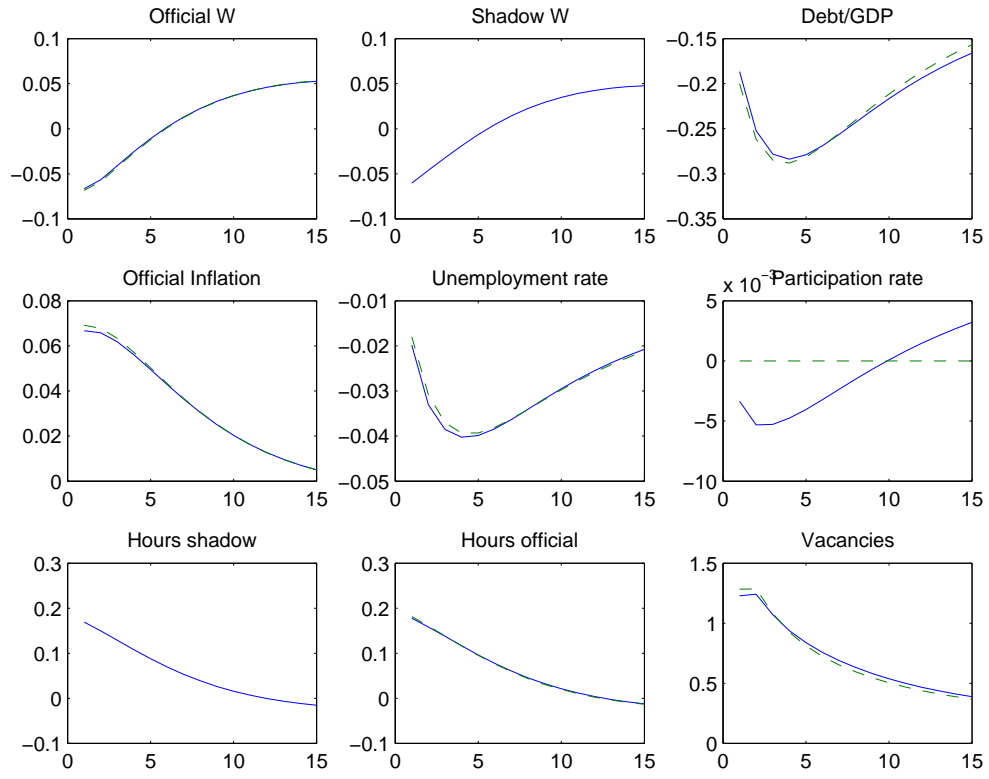 Official W
Shadow W
Debt/GDP
0.1
0.05
0
−0.05
−0.1
0 5 10 15
0.1
0.05
0
−0.05
−0.1
0 5 10 15
−0.15
−0.2
−0.25
−0.3
−0.35
0 5 10 15
Official Inflation
Unemployment rate
x 10−3
Participation rate
0.08
0.06
0.04
0.02
0
0 5 10 15
−0.01
−0.02
−0.03
−0.04
−0.05
0 5 10 15
5
0
−5
−10
0 5 10 15
Hours shadow
Hours official
Vacancies
0.3
0.2
0.1
0
−0.1
0 5 10 15
0.3
0.2
0.1
0
−0.1
0 5 10 15
1.5
1
0.5
0
0 5 10 15